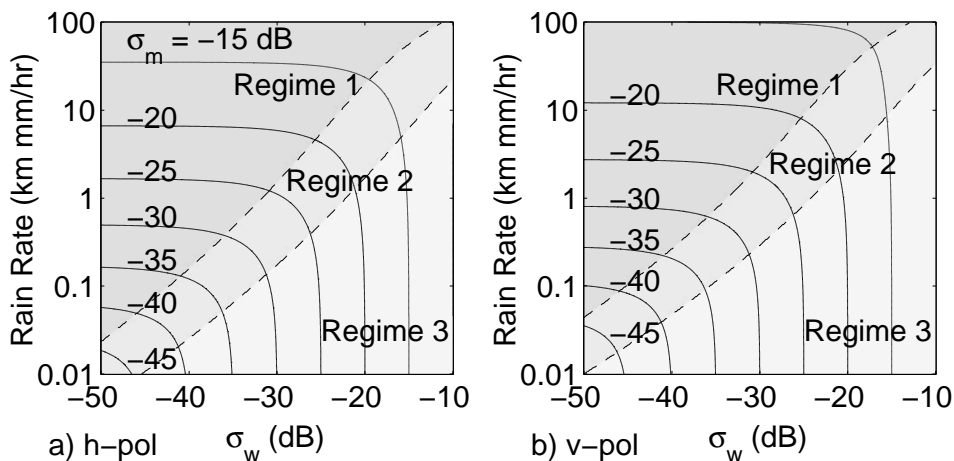 100
10
1
0.1
0.01
Rain Rate (km mm/hr)
σm = −15 dB
−20
−25
−30
−35
−40
−45
Regime 1
Regime 2
Regime 3
−50
−40
−30
−20
−10
a) h−pol
σw (dB)
100
10
1
0.1
0.01
Rain Rate (km mm/hr)
−20
−25
−30
−35
−40
−45
Regime 1
Regime 2
Regime 3
−50
−40
−30
−20
−10
b) v−pol
σw (dB)